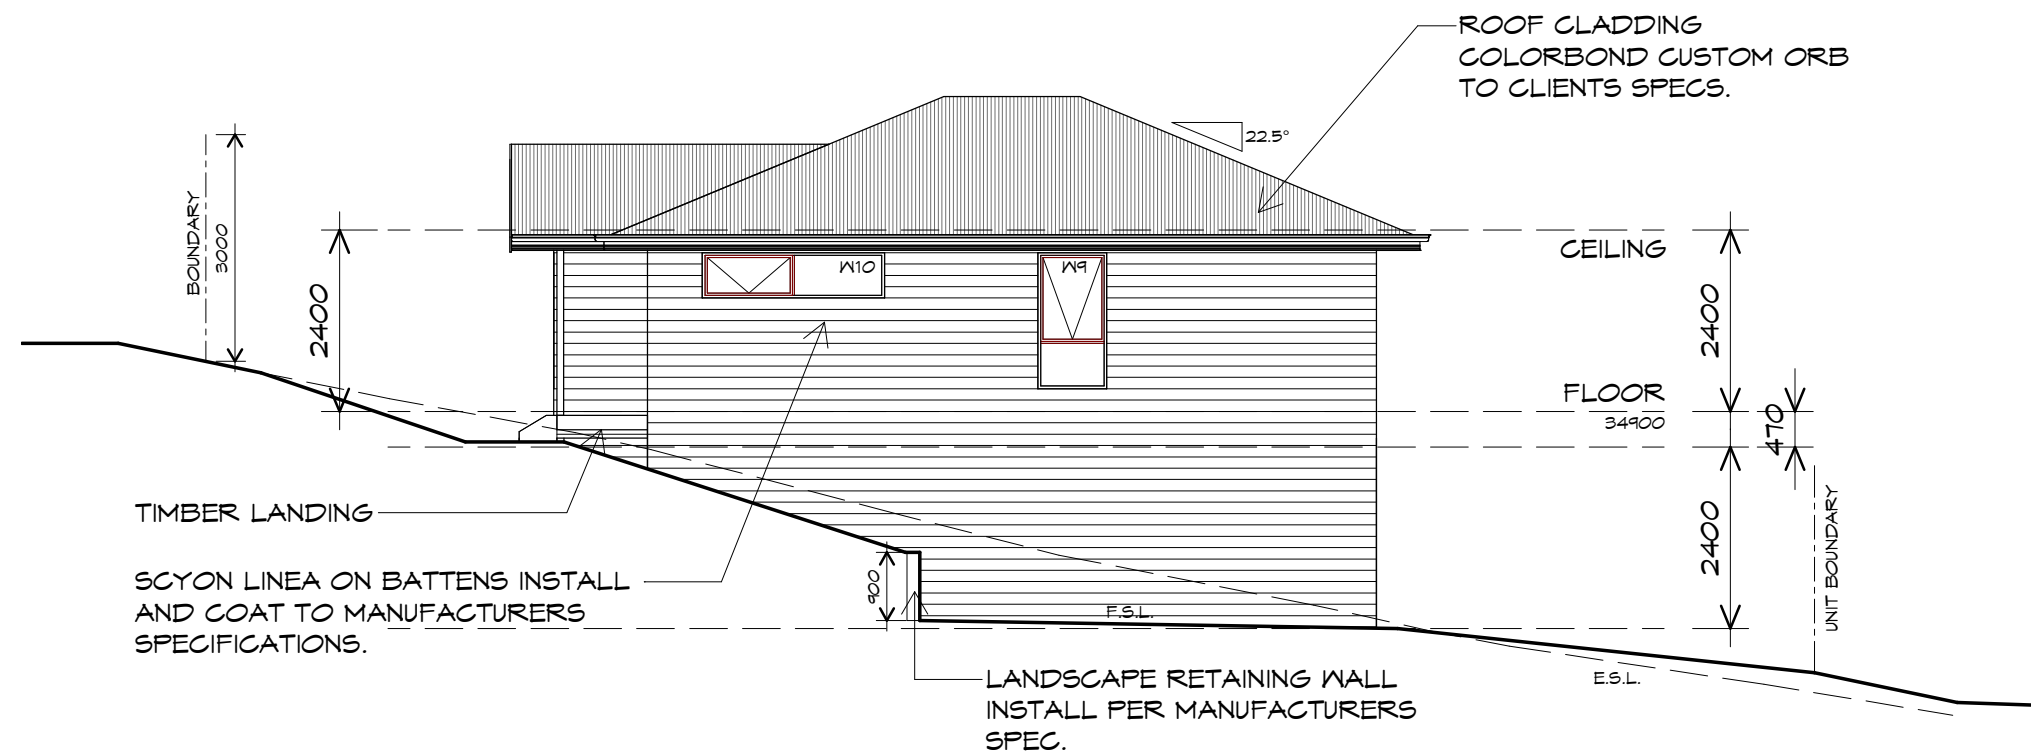 ROOF CLADDING
COLORBOND CUSTOM ORB
TO CLIENTS SPECS.
22.5°
BOUNDARY
3000
2400
W10
W9
CEILING
2400
FLOOR
34900
470
TIMBER LANDING
2400
UNIT BOUNDARY
SCYON LINEA ON BATTENS INSTALL
AND COAT TO MANUFACTURERS
SPECIFICATIONS.
900
F.S.L.
E.S.L.
LANDSCAPE RETAINING WALL
INSTALL PER MANUFACTURERS
SPEC.